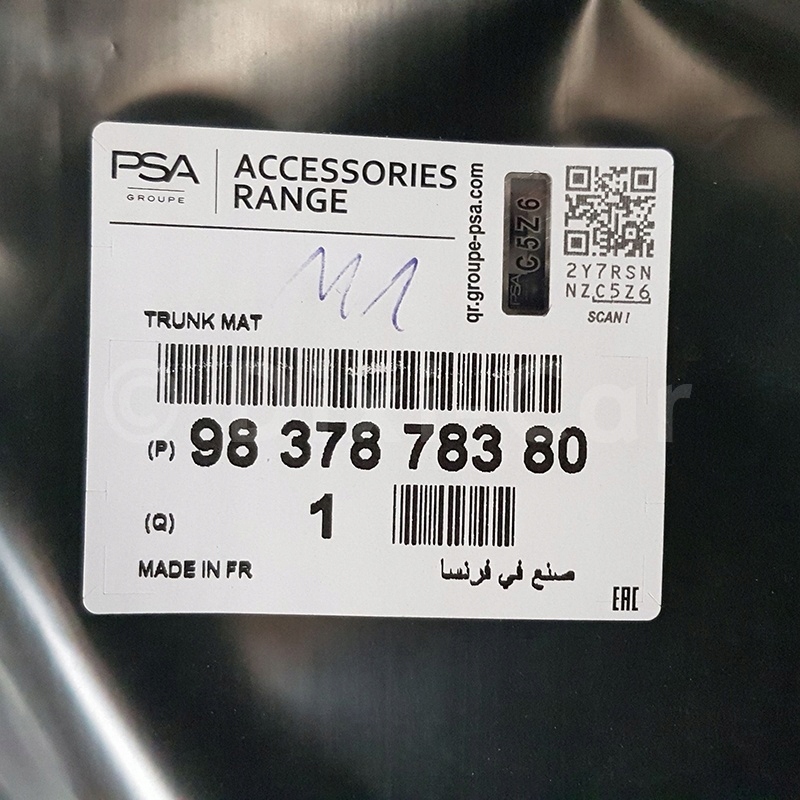 PSA
GROUPE
ACCESSORIES
RANGE
qr.groupe-psa.com
PSA C5Z6
2Y7RSN
NZC5Z6
SCAN !
M1
TRUNK MAT
(P) 98 378 783 80
(Q) 1
MADE IN FR
صنع في فرنسا
EAC